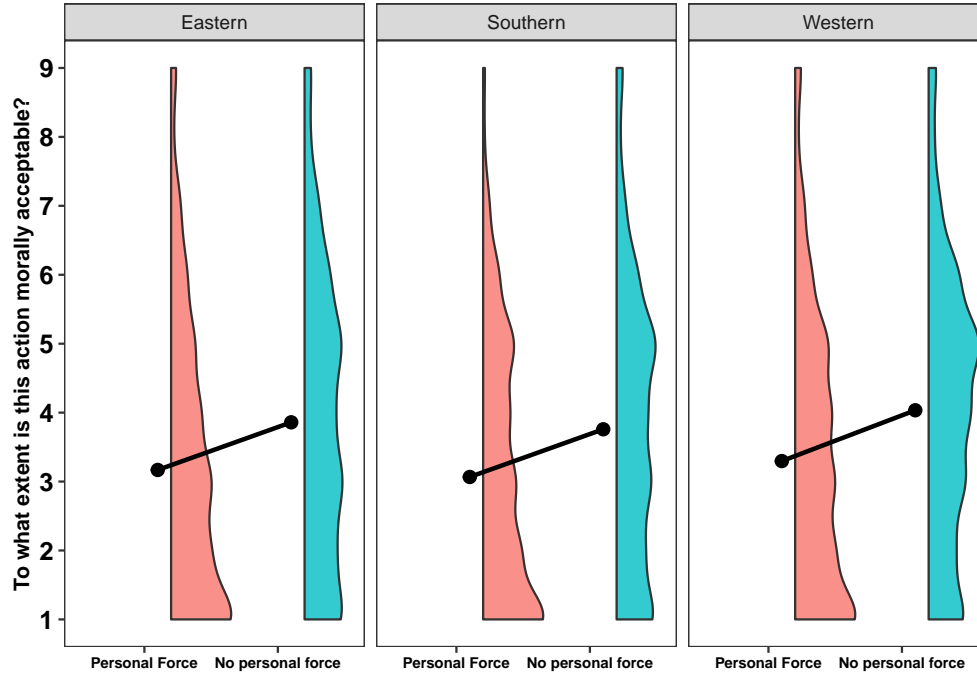 Eastern
Southern
Western
To what extent is this action morally acceptable?
9
8
7
6
5
4
3
2
1
Personal Force
No personal force
Personal Force
No personal force
Personal Force
No personal force